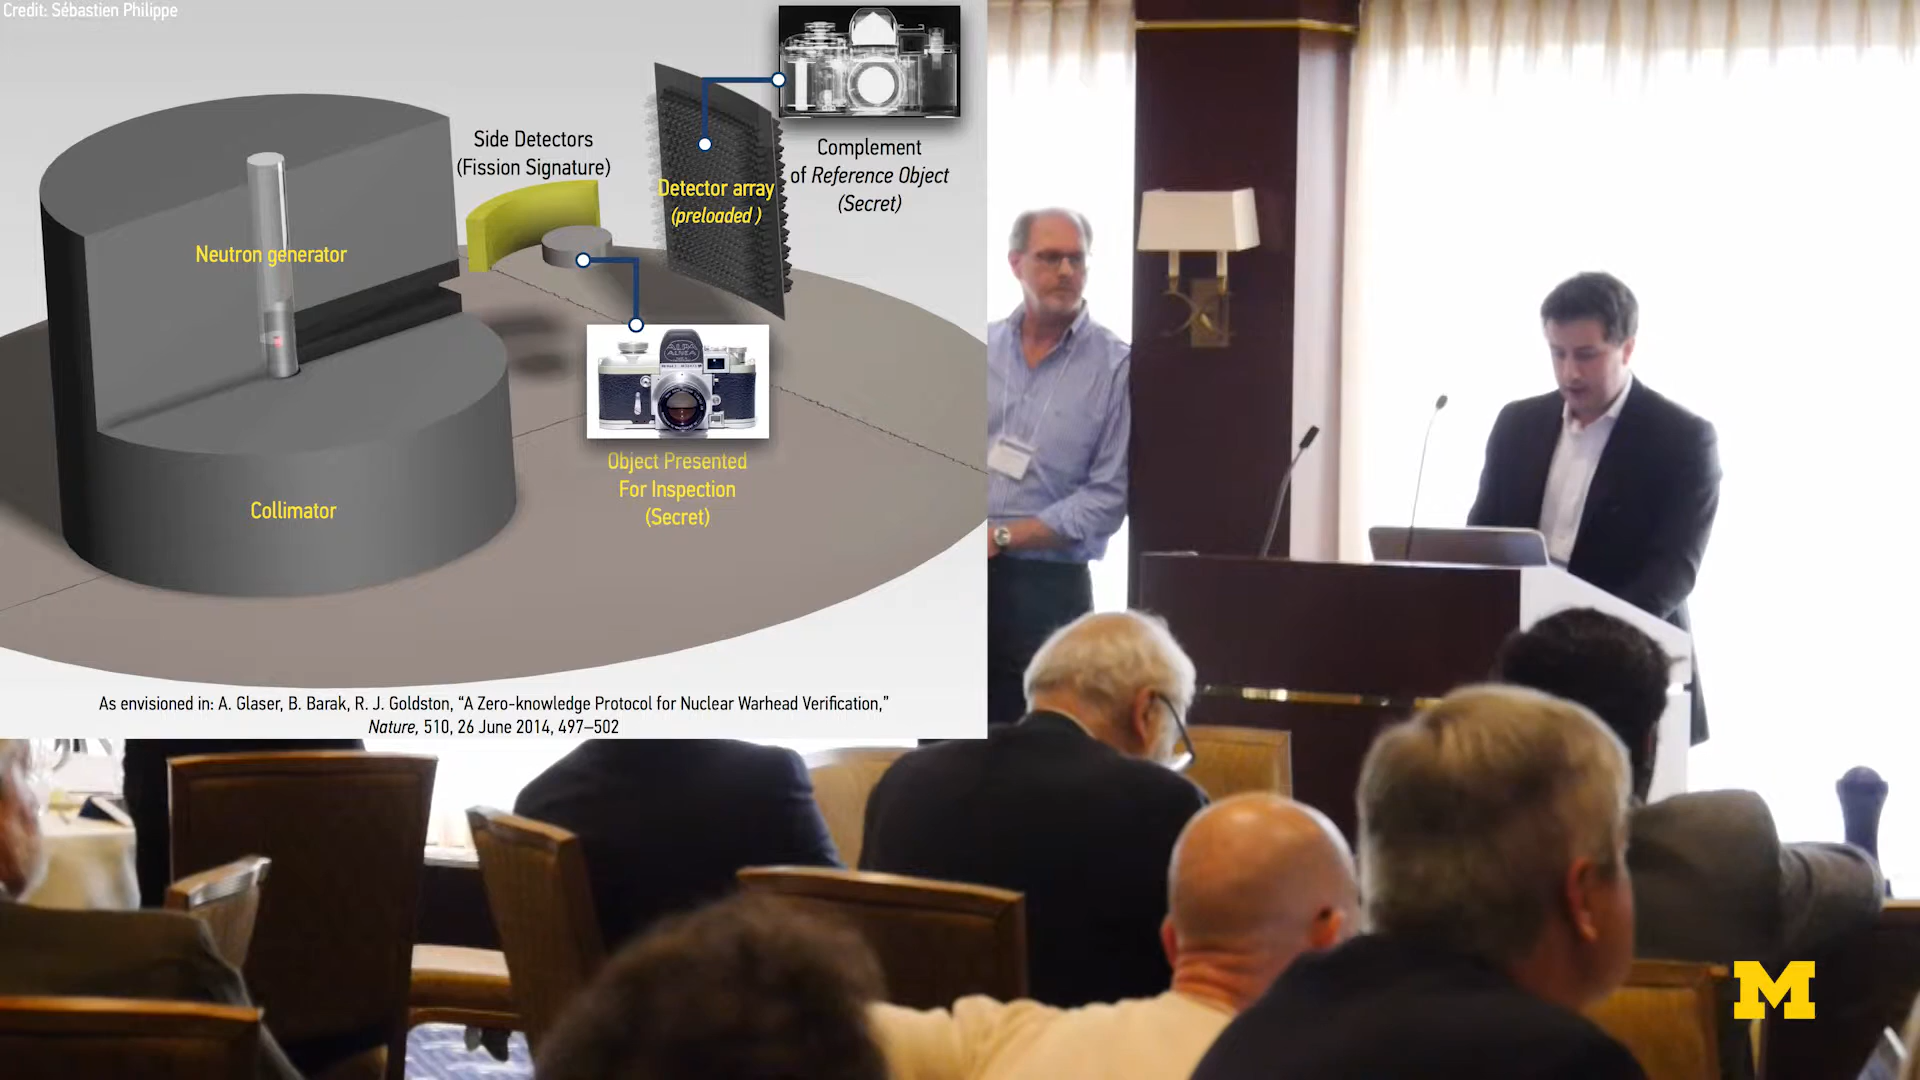 Credit: Sébastien Philippe
Side Detectors
(Fission Signature)
Complement
of Reference Object
(Secret)
Detector array
(preloaded )
Neutron generator
ALPA
ALNEA
Object Presented
For Inspection
(Secret)
Collimator
As envisioned in: A. Glaser, B. Barak, R. J. Goldston, “A Zero-knowledge Protocol for Nuclear Warhead Verification,”
Nature, 510, 26 June 2014, 497–502
M